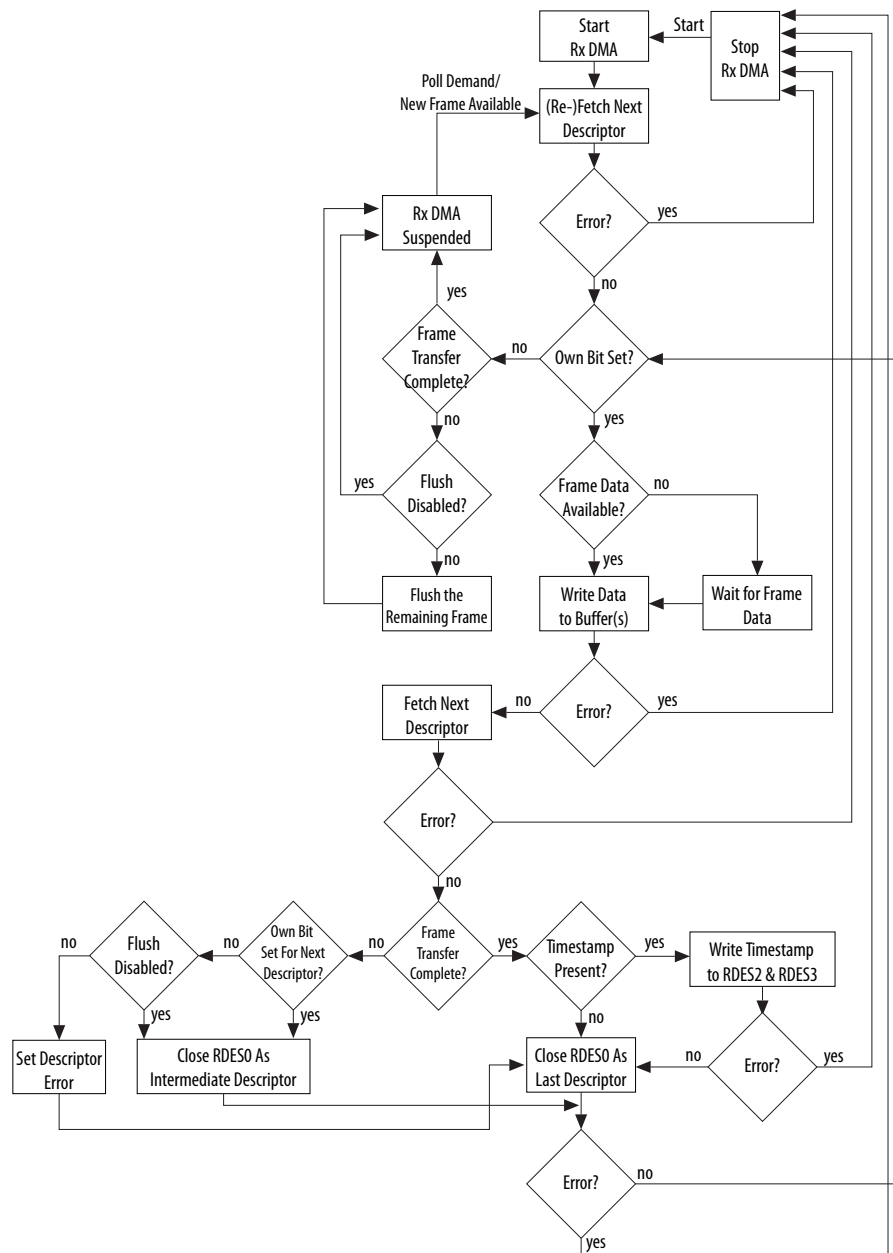 Start
Rx DMA
Start
Stop
Rx DMA
Poll Demand/
New Frame Available
(Re-)Fetch Next
Descriptor
Rx DMA
Suspended
Error?
yes
no
yes
Frame
Transfer
Complete?
no
Own Bit Set?
no
yes
yes
Flush
Disabled?
Frame Data
Available?
no
no
yes
Flush the
Remaining Frame
Write Data
to Buffer(s)
Wait for Frame
Data
Fetch Next
Descriptor
no
Error?
yes
Error?
no
no
Flush
Disabled?
no
Own Bit
Set For Next
Descriptor?
no
Frame
Transfer
Complete?
yes
Timestamp
Present?
yes
Write Timestamp
to RDES2 & RDES3
yes
yes
no
Set Descriptor
Error
Close RDES0 As
Intermediate Descriptor
Close RDES0 As
Last Descriptor
no
Error?
yes
Error?
no
yes